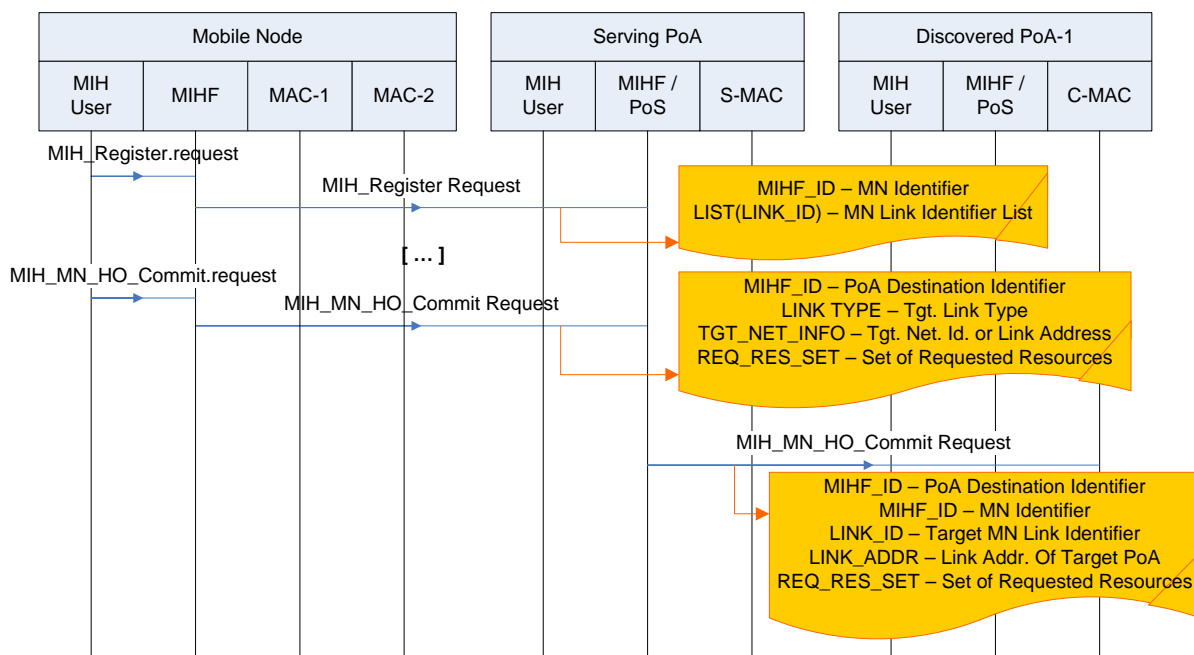 Mobile Node
Serving PoA
Discovered PoA-1
MIH
User
MIHF
MAC-1
MAC-2
MIH
User
MIHF /
PoS
S-MAC
MIH
User
MIHF /
PoS
C-MAC
MIH_Register.request
MIH_Register Request
MIHF_ID – MN Identifier
LIST(LINK_ID) – MN Link Identifier List
[ ... ]
MIH_MN_HO_Commit.request
MIH_MN_HO_Commit Request
MIHF_ID – PoA Destination Identifier
LINK TYPE – Tgt. Link Type
TGT_NET_INFO – Tgt. Net. Id. or Link Address
REQ_RES_SET – Set of Requested Resources
MIH_MN_HO_Commit Request
MIHF_ID – PoA Destination Identifier
MIHF_ID – MN Identifier
LINK_ID – Target MN Link Identifier
LINK_ADDR – Link Addr. Of Target PoA
REQ_RES_SET – Set of Requested Resources